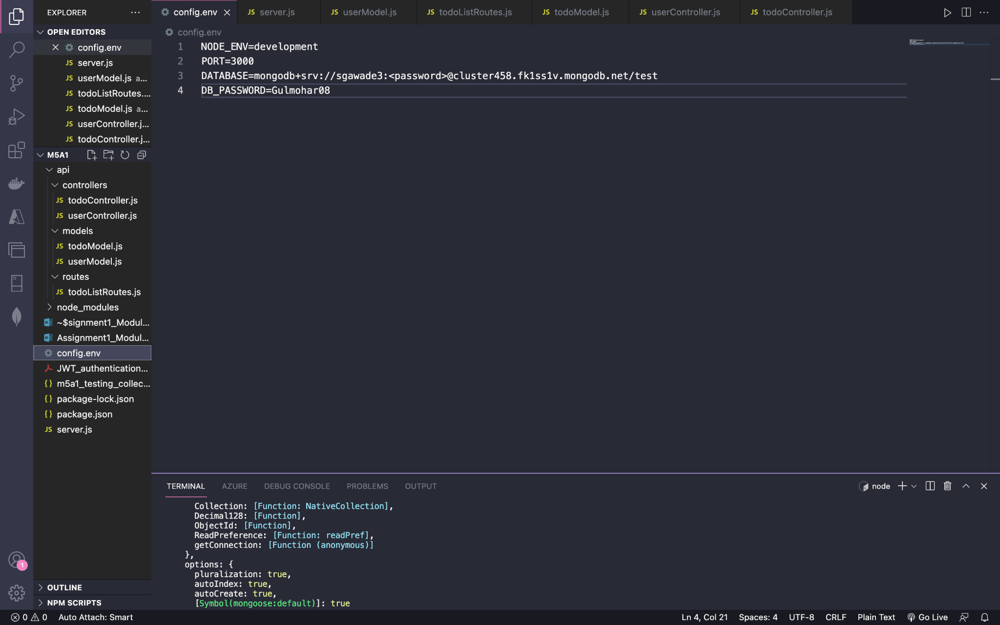 EXPLORER
OPEN EDITORS
config.env
JS server.js
JS userModel.js a...
JS todoListRoutes....
JS todoModel.js a...
JS userController.j...
JS todoController.j...
M5A1
api
controllers
JS todoController.js
JS userController.js
models
JS todoModel.js
JS userModel.js
routes
JS todoListRoutes.js
node_modules
~$signment1_Modul...
Assignment1_Modul...
config.env
JWT_authentication...
{} m5a1_testing_collec...
{} package-lock.json
{} package.json
JS server.js
OUTLINE
NPM SCRIPTS
config.env JS server.js JS userModel.js JS todoListRoutes.js JS todoModel.js JS userController.js JS todoController.js
config.env
1 NODE_ENV=development
2 PORT=3000
3 DATABASE=mongodb+srv://sgawade3:<password>@cluster458.fk1ss1v.mongodb.net/test
4 DB_PASSWORD=Gulmohar08
TERMINAL AZURE DEBUG CONSOLE PROBLEMS OUTPUT node
Collection: [Function: NativeCollection],
Decimal128: [Function],
ObjectId: [Function],
ReadPreference: [Function: readPref],
getConnection: [Function (anonymous)]
},
options: {
pluralization: true,
autoIndex: true,
autoCreate: true,
[Symbol(mongoose:default)]: true
1
0 0 Auto Attach: Smart Ln 4, Col 21 Spaces: 4 UTF-8 CRLF Plain Text Go Live